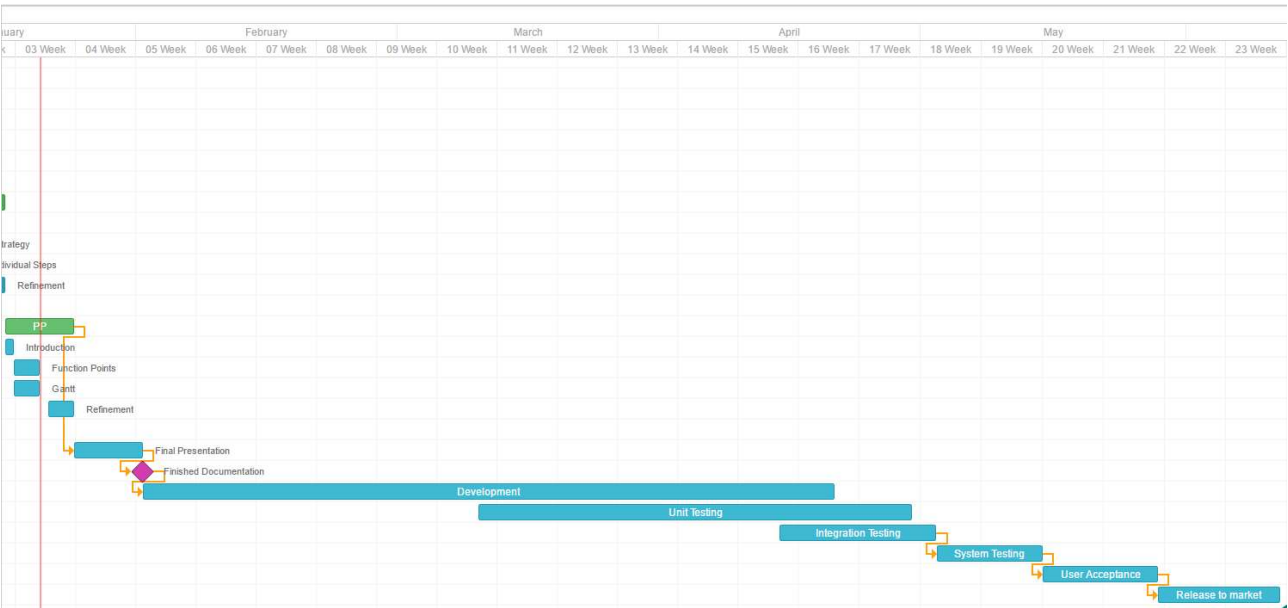 uary February March April May
k 03 Week 04 Week 05 Week 06 Week 07 Week 08 Week 09 Week 10 Week 11 Week 12 Week 13 Week 14 Week 15 Week 16 Week 17 Week 18 Week 19 Week 20 Week 21 Week 22 Week 23 Week
trategy
dividual Steps
Refinement
PP
Introduction
Function Points
Gantt
Refinement
Final Presentation
Finished Documentation
Development
Unit Testing
Integration Testing
System Testing
User Acceptance
Release to market